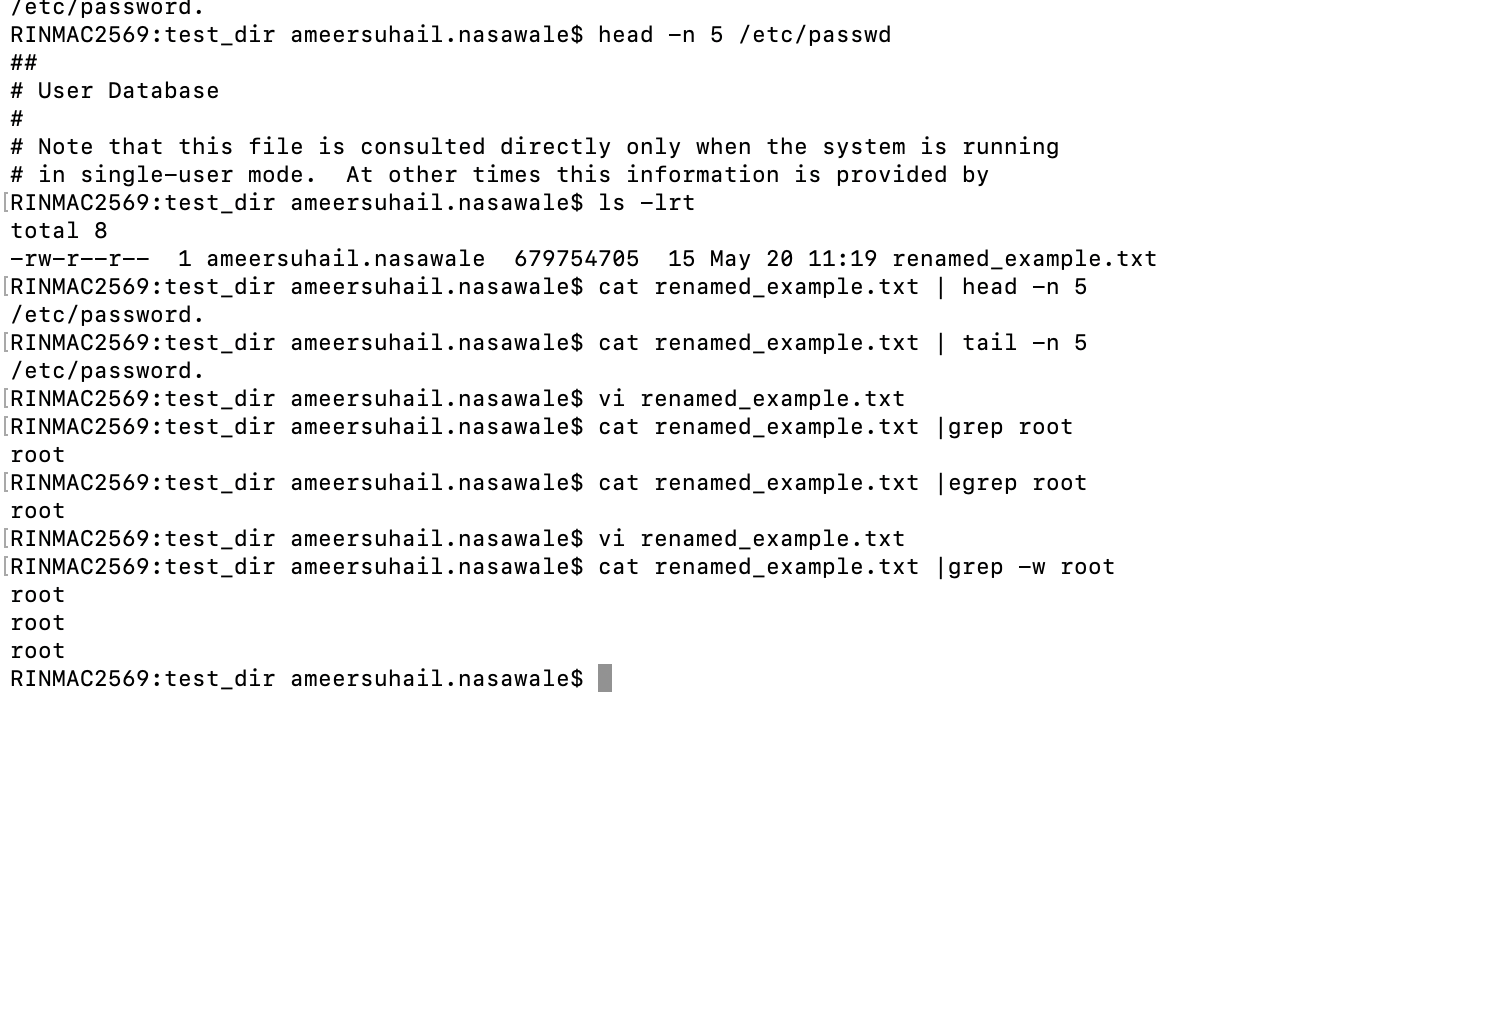 /etc/password.
RINMAC2569:test_dir ameersuhail.nasawale$ head -n 5 /etc/passwd
##
# User Database
#
# Note that this file is consulted directly only when the system is running
# in single-user mode.  At other times this information is provided by
[RINMAC2569:test_dir ameersuhail.nasawale$ ls -lrt
total 8
-rw-r--r--  1 ameersuhail.nasawale  679754705  15 May 20 11:19 renamed_example.txt
[RINMAC2569:test_dir ameersuhail.nasawale$ cat renamed_example.txt | head -n 5
/etc/password.
[RINMAC2569:test_dir ameersuhail.nasawale$ cat renamed_example.txt | tail -n 5
/etc/password.
[RINMAC2569:test_dir ameersuhail.nasawale$ vi renamed_example.txt
[RINMAC2569:test_dir ameersuhail.nasawale$ cat renamed_example.txt |grep root
root
[RINMAC2569:test_dir ameersuhail.nasawale$ cat renamed_example.txt |egrep root
root
[RINMAC2569:test_dir ameersuhail.nasawale$ vi renamed_example.txt
[RINMAC2569:test_dir ameersuhail.nasawale$ cat renamed_example.txt |grep -w root
root
root
root
RINMAC2569:test_dir ameersuhail.nasawale$